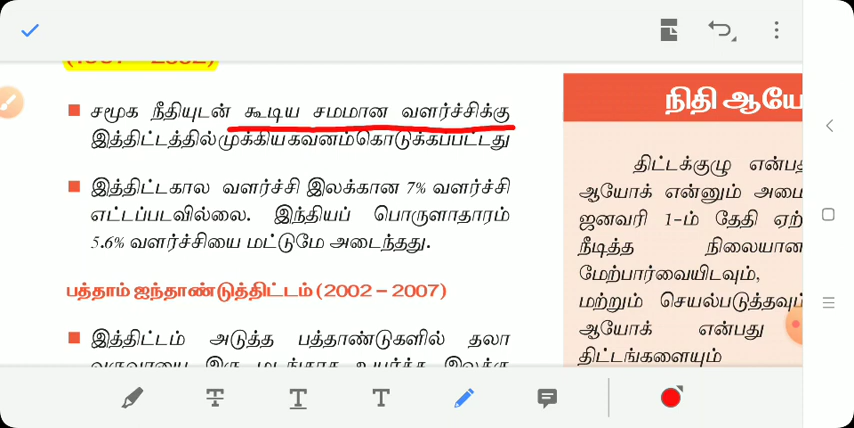 சமூக நீதியுடன் கூடிய சமமான வளர்ச்சிக்கு
இத்திட்டத்தில் முக்கிய கவனம் கொடுக்கப்பட்டது
இத்திட்டகால வளர்ச்சி இலக்கான 7% வளர்ச்சி
எட்டப்படவில்லை. இந்தியப் பொருளாதாரம்
5.6% வளர்ச்சியை மட்டுமே அடைந்தது.
பத்தாம் ஐந்தாண்டுத்திட்டம் (2002 – 2007)
இத்திட்டம் அடுத்த பத்தாண்டுகளில் தலா
நிதி ஆயோ
திட்டக்குழு என்பத
ஆயோக் என்னும் அமை
ஜனவரி 1-ம் தேதி ஏற்
நீடித்த நிலையான
மேற்பார்வையிடவும்,
மற்றும் செயல்படுத்தவும்
ஆயோக் என்பது
திட்டங்களையும்